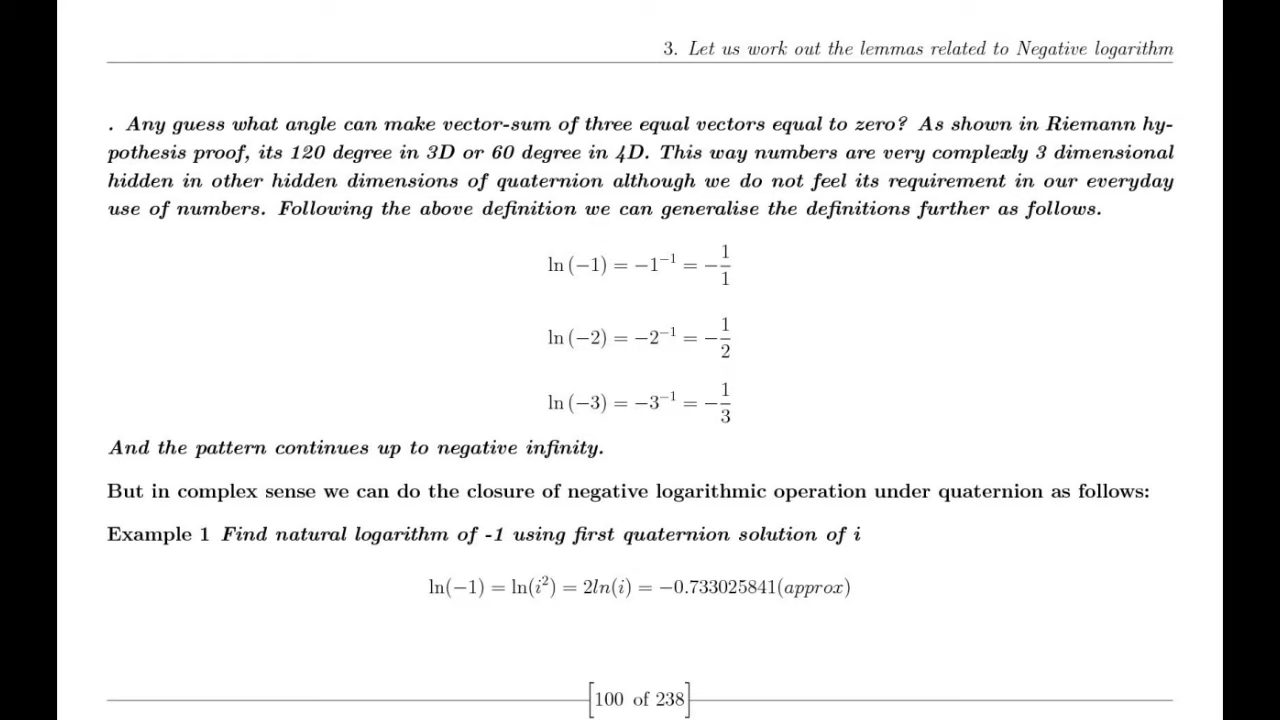 3. Let us work out the lemmas related to Negative logarithm
. Any guess what angle can make vector-sum of three equal vectors equal to zero? As shown in Riemann hy-
pothesis proof, its 120 degree in 3D or 60 degree in 4D. This way numbers are very complexly 3 dimensional
hidden in other hidden dimensions of quaternion although we do not feel its requirement in our everyday
use of numbers. Following the above definition we can generalise the definitions further as follows.
ln (−1) = −1⁻¹ = −1/1
ln (−2) = −2⁻¹ = −1/2
ln (−3) = −3⁻¹ = −1/3
And the pattern continues up to negative infinity.
But in complex sense we can do the closure of negative logarithmic operation under quaternion as follows:
Example 1 Find natural logarithm of -1 using first quaternion solution of i
ln(−1) = ln(i²) = 2ln(i) = −0.733025841(approx)
[100 of 238]